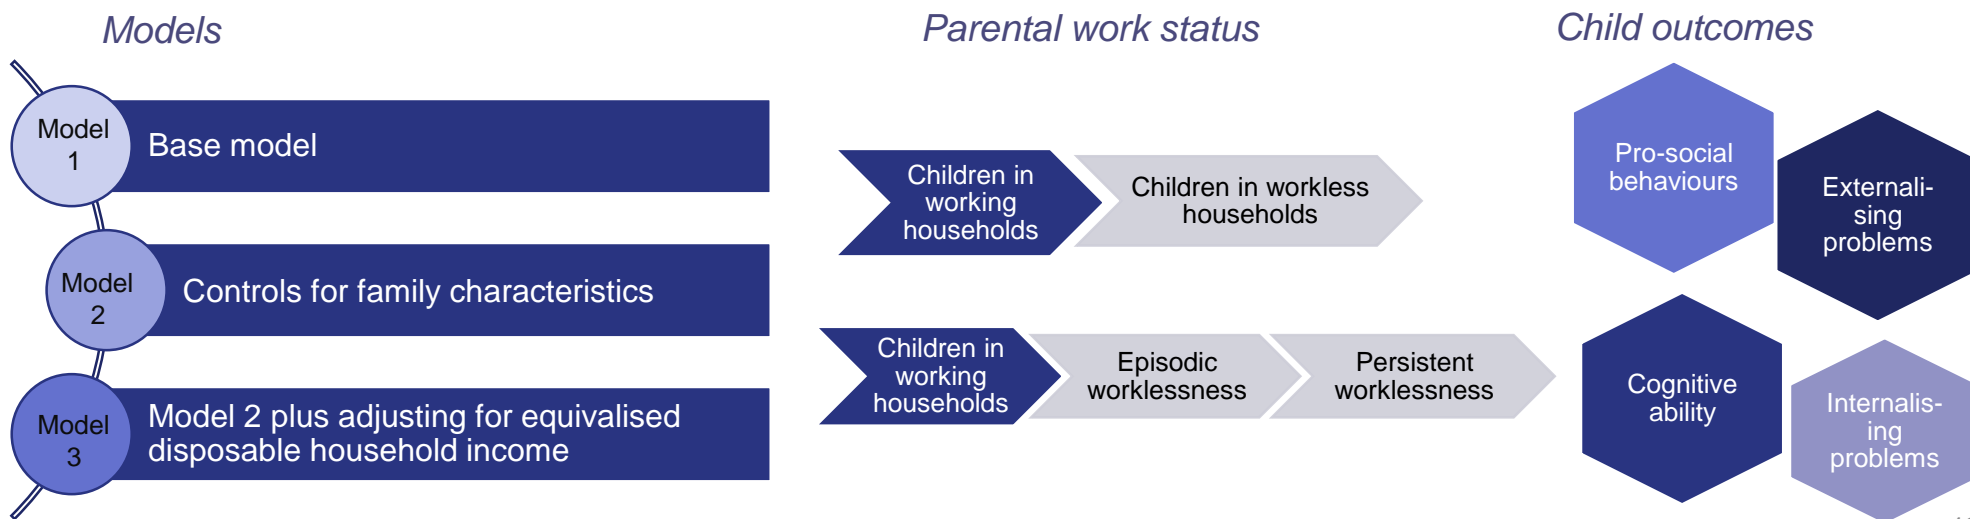 Models
Model
1
Base model
Model
2
Controls for family characteristics
Model
3
Model 2 plus adjusting for equivalised
disposable household income
Parental work status
Children in
working
households
Children in workless
households
Children in
working
households
Episodic
worklessness
Persistent
worklessness
Child outcomes
Pro-social
behaviours
Externali-
sing
problems
Cognitive
ability
Internalis-
ing
problems